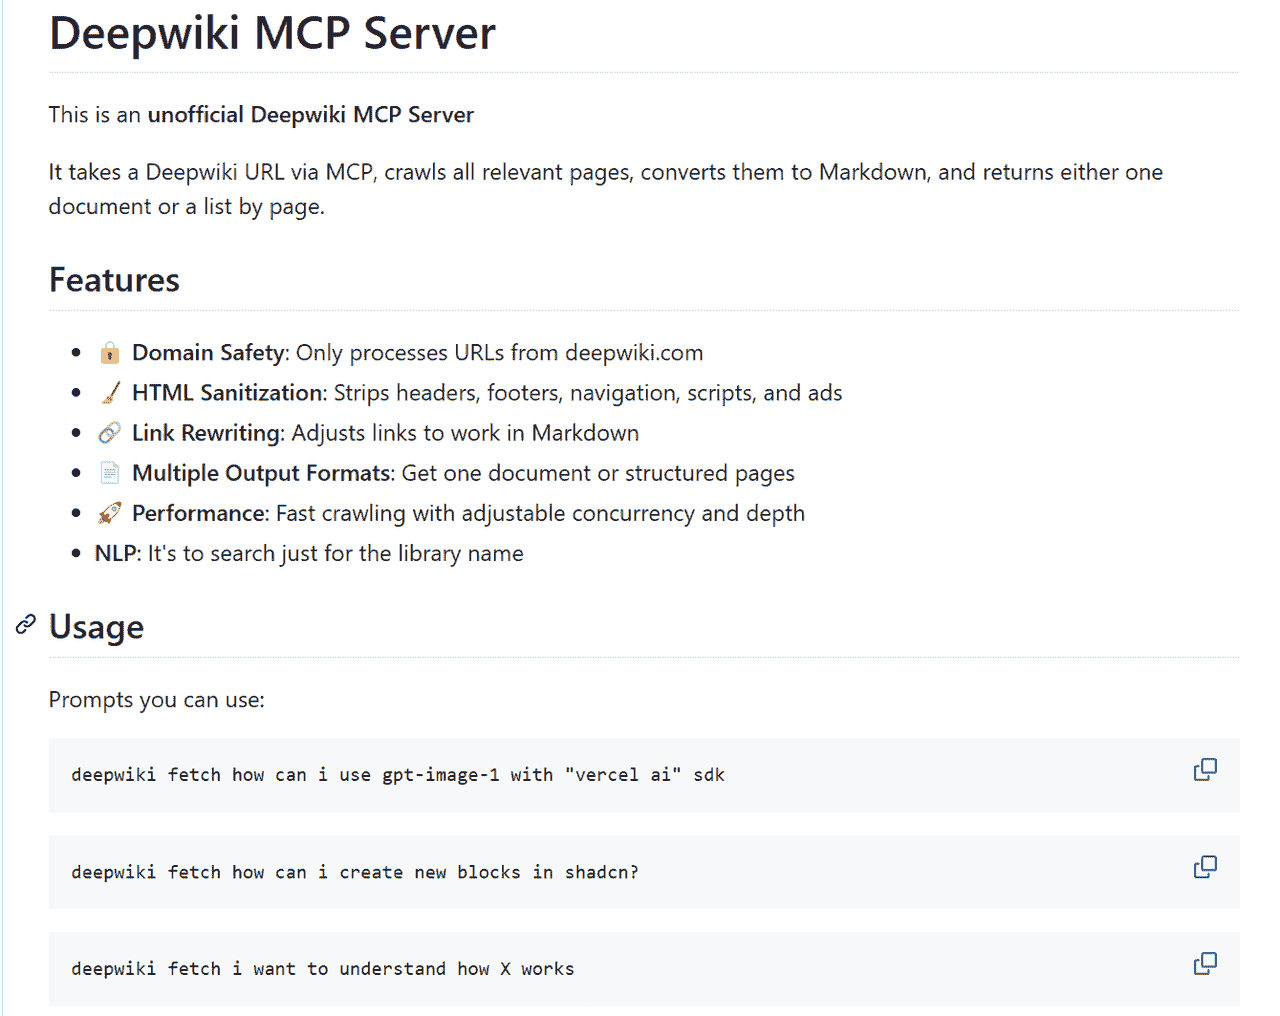 Deepwiki MCP Server
This is an unofficial Deepwiki MCP Server
It takes a Deepwiki URL via MCP, crawls all relevant pages, converts them to Markdown, and returns either one
document or a list by page.
Features
🔒 Domain Safety: Only processes URLs from deepwiki.com
🧹 HTML Sanitization: Strips headers, footers, navigation, scripts, and ads
🔗 Link Rewriting: Adjusts links to work in Markdown
📄 Multiple Output Formats: Get one document or structured pages
🚀 Performance: Fast crawling with adjustable concurrency and depth
NLP: It's to search just for the library name
Usage
Prompts you can use:
deepwiki fetch how can i use gpt-image-1 with "vercel ai" sdk
deepwiki fetch how can i create new blocks in shadcn?
deepwiki fetch i want to understand how X works